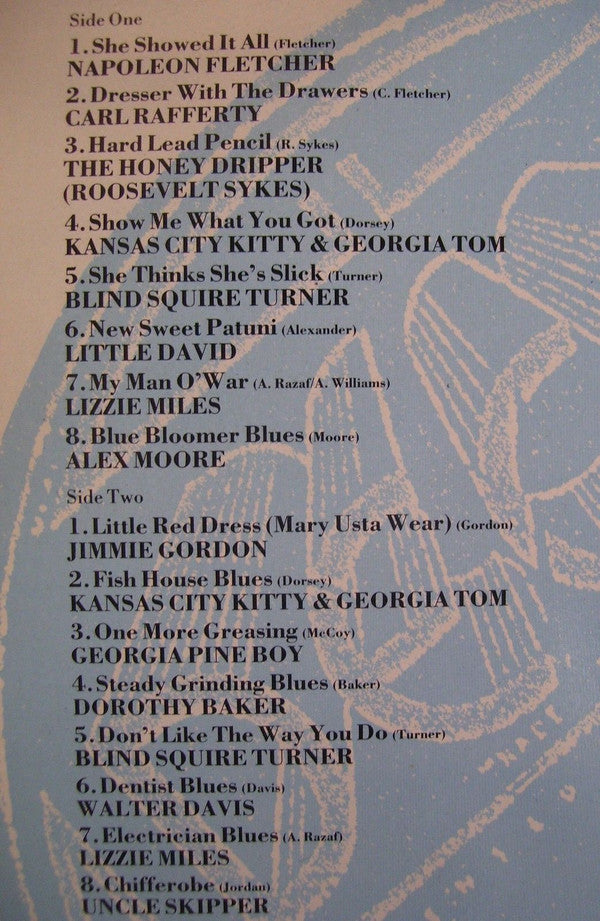 Side One
1. She Showed It All (Fletcher)
NAPOLEON FLETCHER
2. Dresser With The Drawers (C. Fletcher)
CARL RAFFERTY
3. Hard Lead Pencil (R. Sykes)
THE HONEY DRIPPER
(ROOSEVELT SYKES)
4. Show Me What You Got (Dorsey)
KANSAS CITY KITTY & GEORGIA TOM
5. She Thinks She's Slick (Turner)
BLIND SQUIRE TURNER
6. New Sweet Patuni (Alexander)
LITTLE DAVID
7. My Man O'War (A. Razaf/A. Williams)
LIZZIE MILES
8. Blue Bloomer Blues (Moore)
ALEX MOORE
Side Two
1. Little Red Dress (Mary Usta Wear) (Gordon)
JIMMIE GORDON
2. Fish House Blues (Dorsey)
KANSAS CITY KITTY & GEORGIA TOM
3. One More Greasing (McCoy)
GEORGIA PINE BOY
4. Steady Grinding Blues (Baker)
DOROTHY BAKER
5. Don't Like The Way You Do (Turner)
BLIND SQUIRE TURNER
6. Dentist Blues (Davis)
WALTER DAVIS
7. Electrician Blues (A. Razaf)
LIZZIE MILES
8. Chifferobe (Jordan)
UNCLE SKIPPER